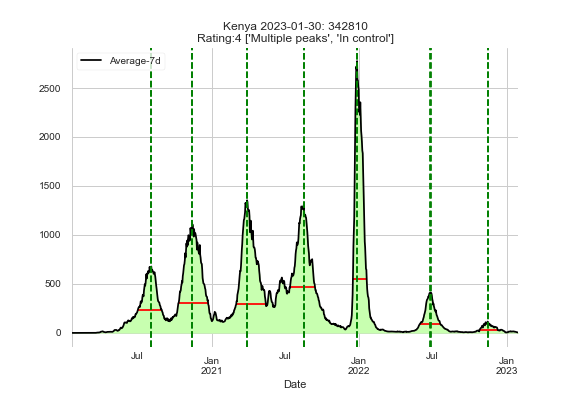 Kenya 2023-01-30: 342810
Rating:4 ['Multiple peaks', 'In control']
Average-7d
2500
2000
1500
1000
500
0
Jul
Jan
2021
Jul
Jan
2022
Jul
Jan
2023
Date